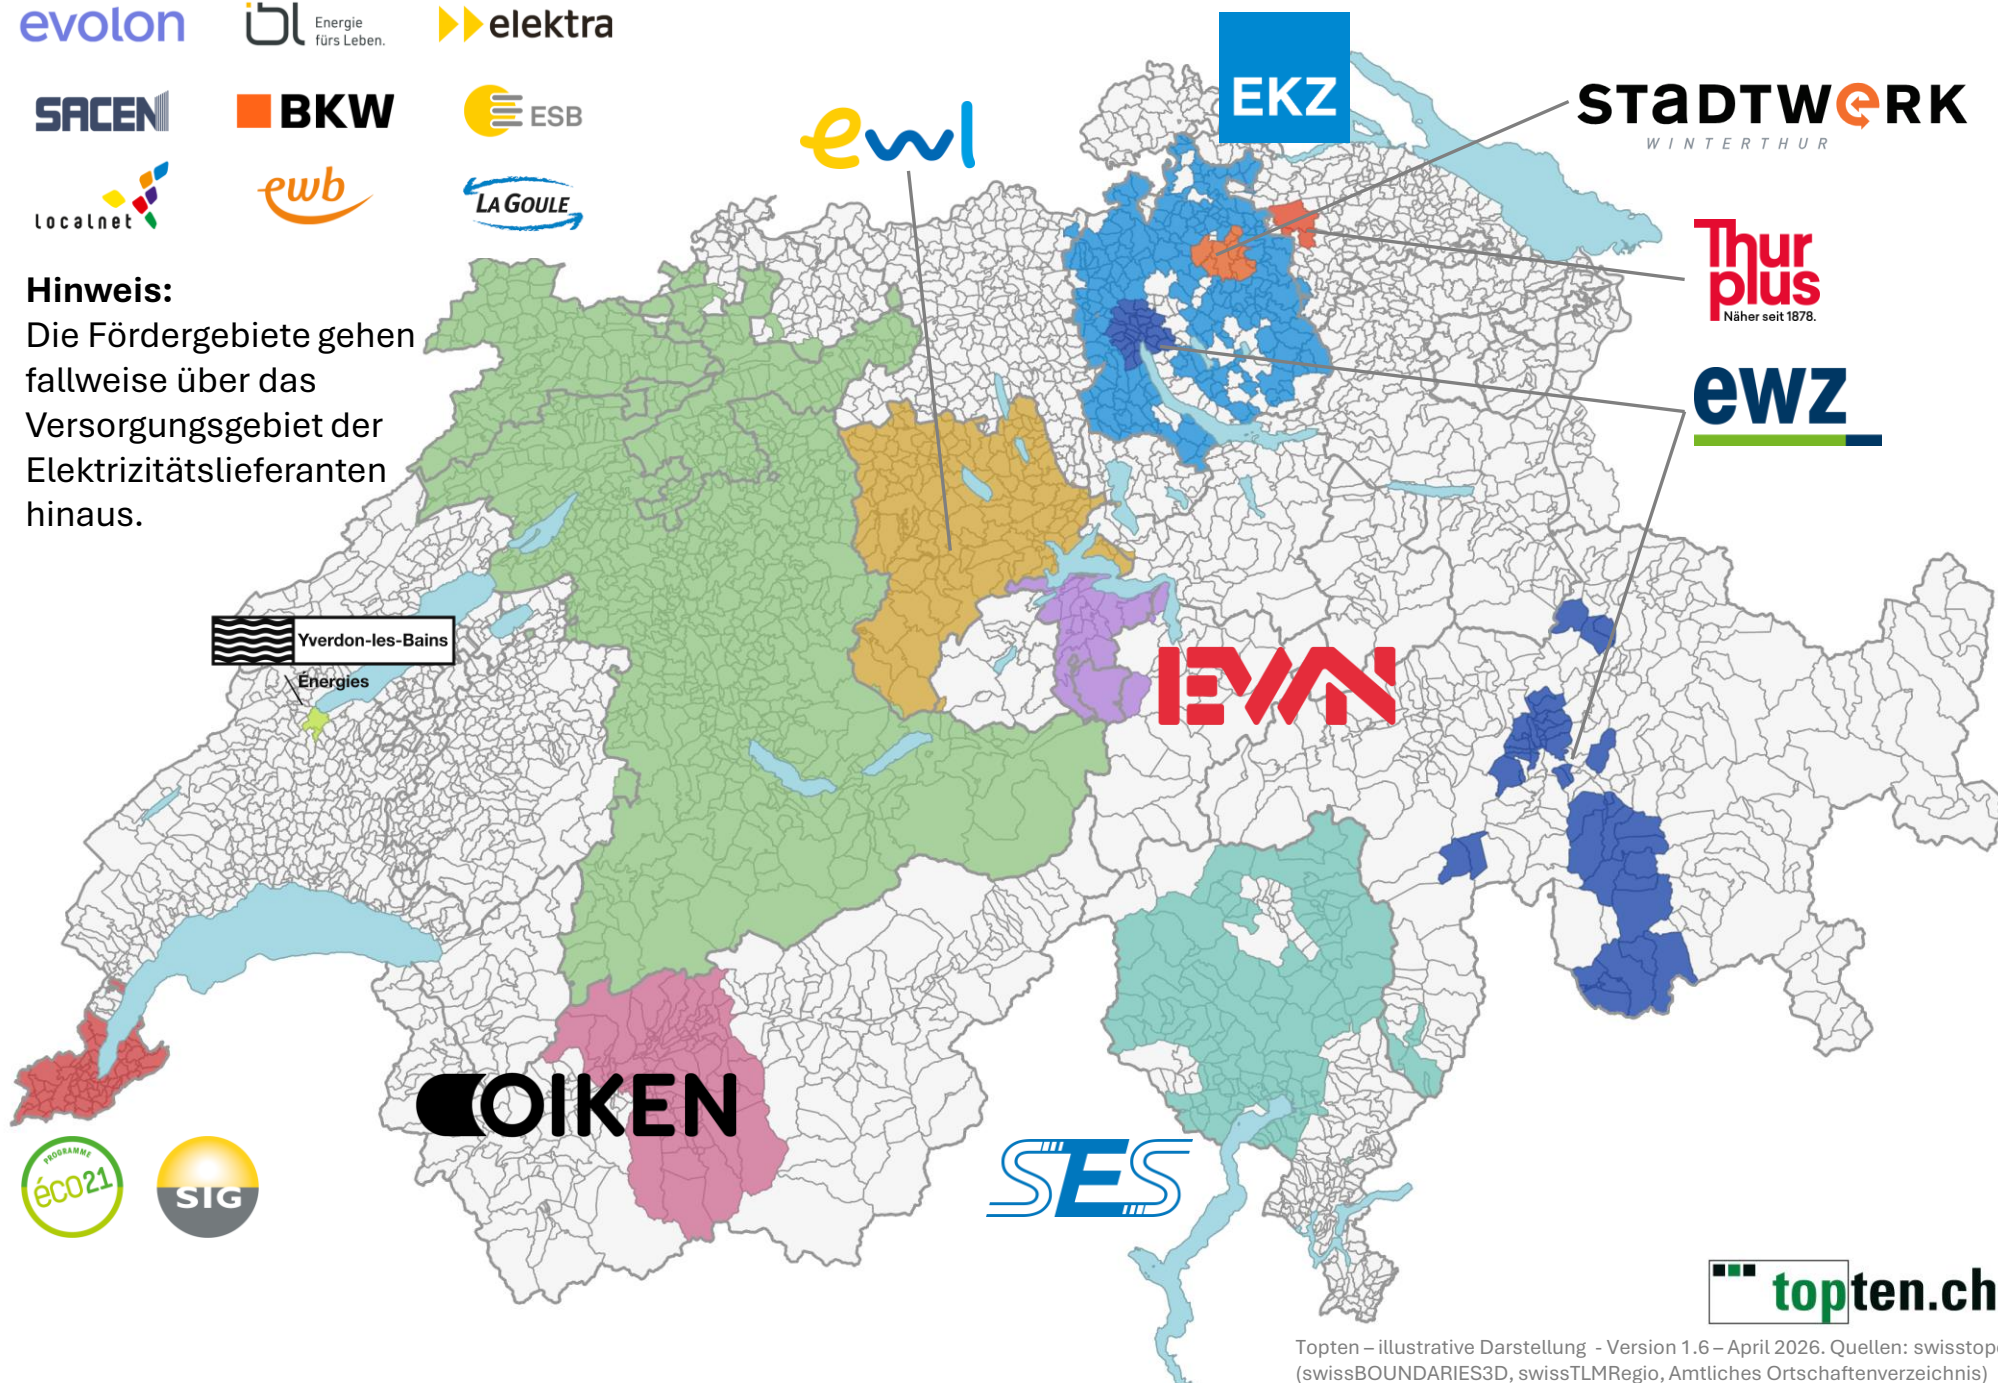 evolon
ibl Energie
fürs Leben.
elektra
SACEN
BKW
ESB
localnet
ewb
LA GOULE
ewl
EKZ
STaDTWeRK
WINTERTHUR
Thur
plus
Näher seit 1878.
ewz
Hinweis:
Die Fördergebiete gehen
fallweise über das
Versorgungsgebiet der
Elektrizitätslieferanten
hinaus.
Yverdon-les-Bains
Énergies
EWN
OIKEN
SES
PROGRAMME
éco21
SIG
topten.ch
Topten – illustrative Darstellung - Version 1.6 – April 2026. Quellen: swisstopo
(swissBOUNDARIES3D, swissTLMRegio, Amtliches Ortschaftenverzeichnis)